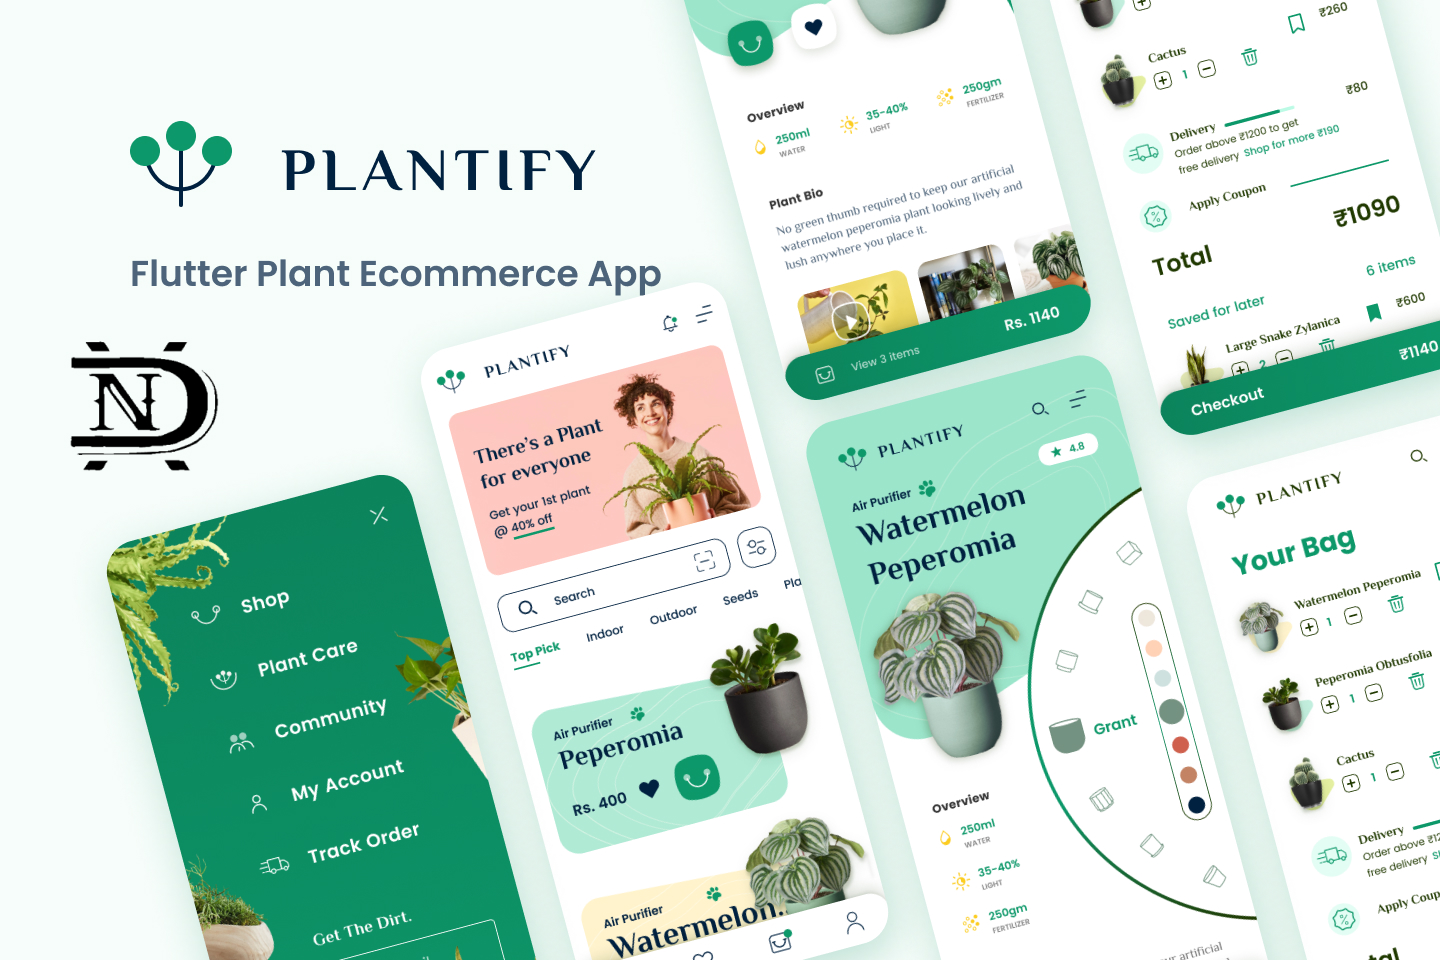 PLANTIFY
Flutter Plant Ecommerce App
ND
Shop
Plant Care
Community
My Account
Track Order
Get The Dirt.
PLANTIFY
There's a Plant
for everyone
Get your 1st plant
@ 40% off
Search
Top Pick
Indoor
Outdoor
Seeds
Pla
Air Purifier
Peperomia
Rs. 400
Air Purifier
Watermelon.
Overview
250ml
WATER
35-40%
LIGHT
250gm
FERTILIZER
Plant Bio
No green thumb required to keep our artificial
watermelon peperomia plant looking lively and
lush anywhere you place it.
View 3 items
Rs. 1140
PLANTIFY
4.8
Air Purifier
Watermelon
Peperomia
Grant
Overview
250ml
WATER
35-40%
LIGHT
250gm
FERTILIZER
ur artificial
₹260
Cactus
1
₹80
Delivery
Order above ₹1200 to get
free delivery Shop for more ₹190
Apply Coupon
₹1090
Total
6 items
Saved for later
₹600
Large Snake Zylanica
2
Checkout
₹1140
PLANTIFY
Your Bag
Watermelon Peperomia
1
Peperomia Obtusfolia
1
Cactus
1
Delivery
Order above ₹12
free delivery Sh
Apply Coup